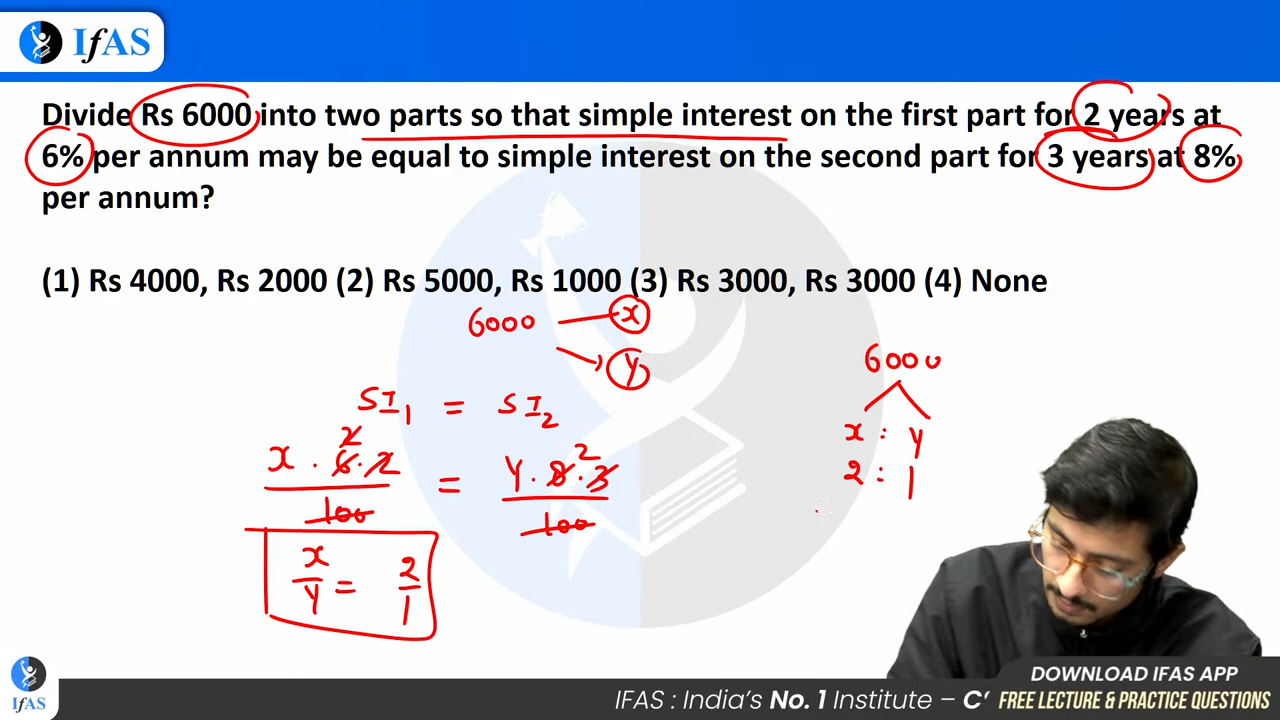 IfAS
Divide Rs 6000 into two parts so that simple interest on the first part for 2 years at
6% per annum may be equal to simple interest on the second part for 3 years at 8%
per annum?
(1) Rs 4000, Rs 2000 (2) Rs 5000, Rs 1000 (3) Rs 3000, Rs 3000 (4) None
6000 x
y
6000
SI1 = SI2
x : y
2 2
x . 6 . 2 = y . 8 . 3
2 : 1
100 100
x/y = 2/1
IfAS
DOWNLOAD IFAS APP
IFAS : India's No. 1 Institute – C' FREE LECTURE & PRACTICE QUESTIONS